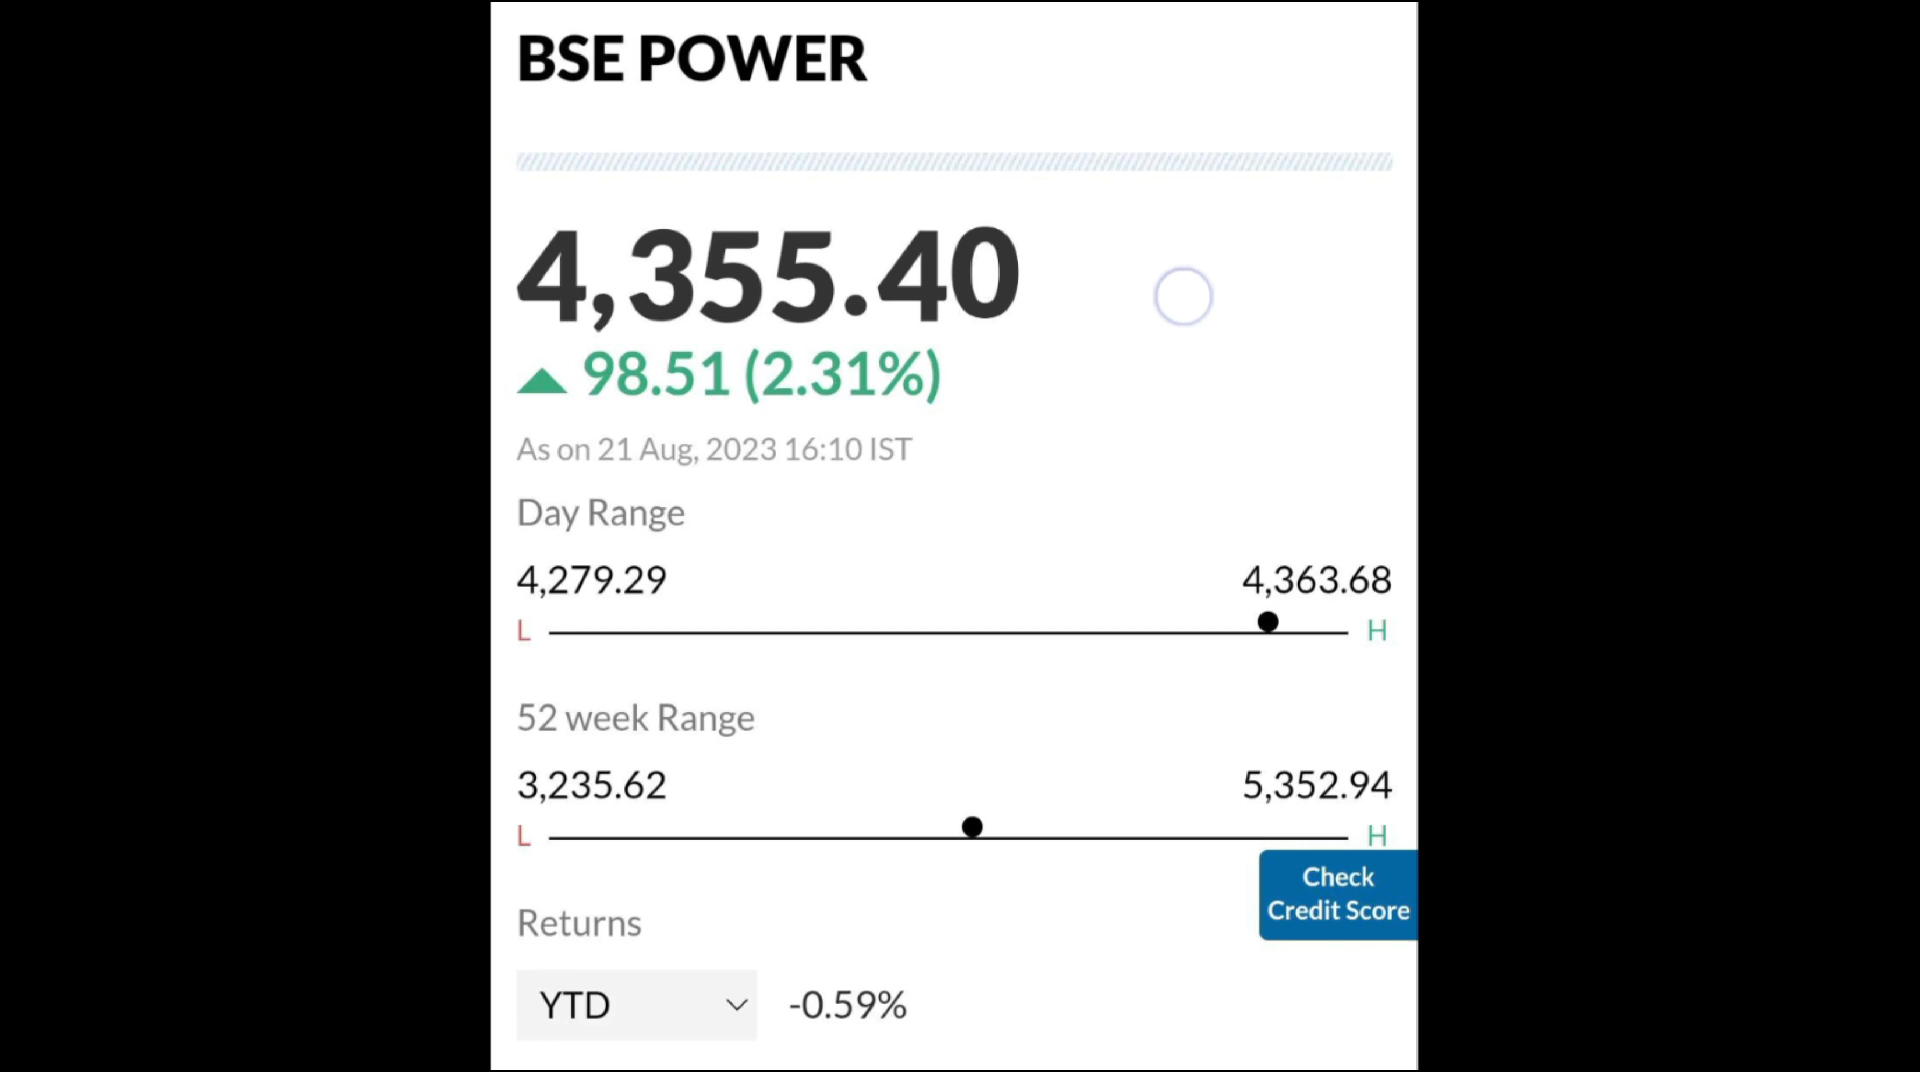 BSE POWER
4,355.40
▲ 98.51 (2.31%)
As on 21 Aug, 2023 16:10 IST
Day Range
4,279.29 4,363.68
L H
52 week Range
3,235.62 5,352.94
L H
Check
Credit Score
Returns
YTD -0.59%